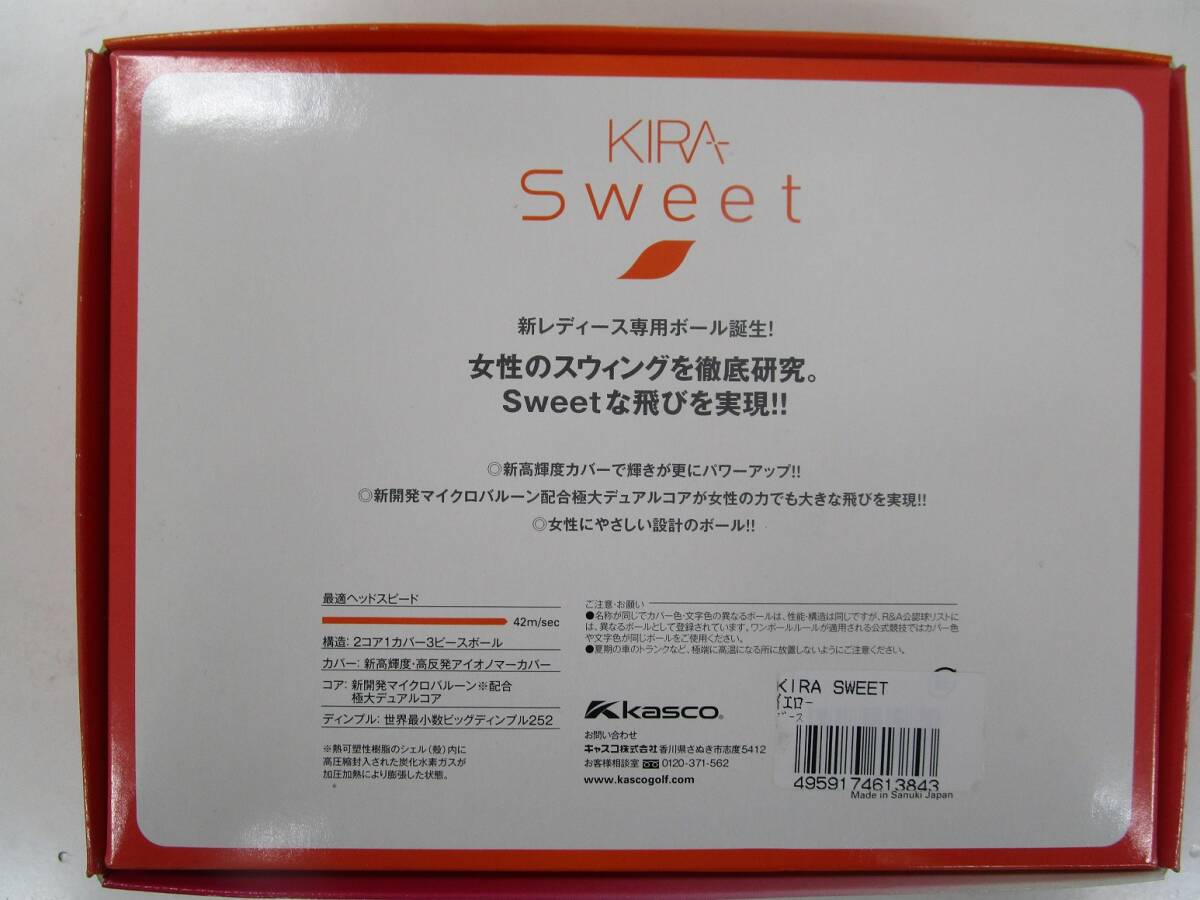 KIRA
Sweet
新レディース専用ボール誕生!
女性のスウィングを徹底研究。
Sweetな飛びを実現!!
◎新高輝度カバーで輝きが更にパワーアップ!!
◎新開発マイクロバルーン配合極大デュアルコアが女性の力でも大きな飛びを実現!!
◎女性にやさしい設計のボール!!
最適ヘッドスピード
42m/sec
構造:2コア1カバー3ピースボール
カバー:新高輝度・高反発アイオノマーカバー
コア:新開発マイクロバルーン※配合
極大デュアルコア
ディンプル:世界最小数ビッグディンプル252
※熱可塑性樹脂のシェル(殻)内に
高圧縮封入された炭化水素ガスが
加圧加熱により膨張した状態。
ご注意・お願い
●名称が同じでカバー色・文字色の異なるボールは、性能・構造は同じですが、R&A公認球リストに
は、異なるボールとして登録されています。ワンボールルールが適用される公式競技ではカバー色
や文字色が同じボールをご使用ください。
●夏期の車のトランクなど、極端に高温になる所に放置しないようにご注意ください。
kasco
お問い合わせ
キャスコ株式会社 香川県さぬき市志度5412
お客様相談室 0120-371-562
www.kascogolf.com
KIRA SWEET
イエロー
4959174613843
Made in Sanuki Japan